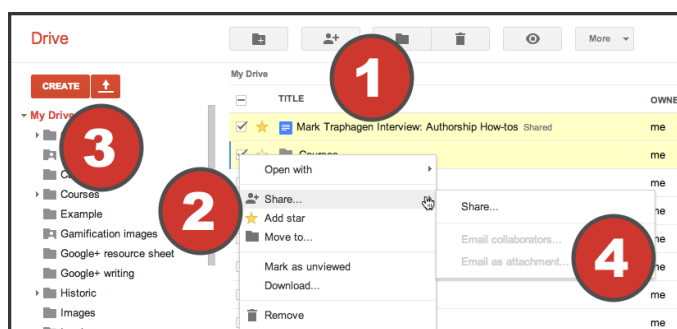 Drive
More
My Drive
CREATE
1
TITLE
OWNE
My Drive
Mark Traphagen Interview: Authorship How-tos Shared
me
3
Courses
me
Open with
me
Courses
2
Share...
Share...
me
Example
Add star
Gamification images
Move to...
Email collaborators...
4
me
Google+ resource sheet
Mark as unviewed
Email as attachment...
me
Google+ writing
Download...
Historic
me
Images
Remove
me